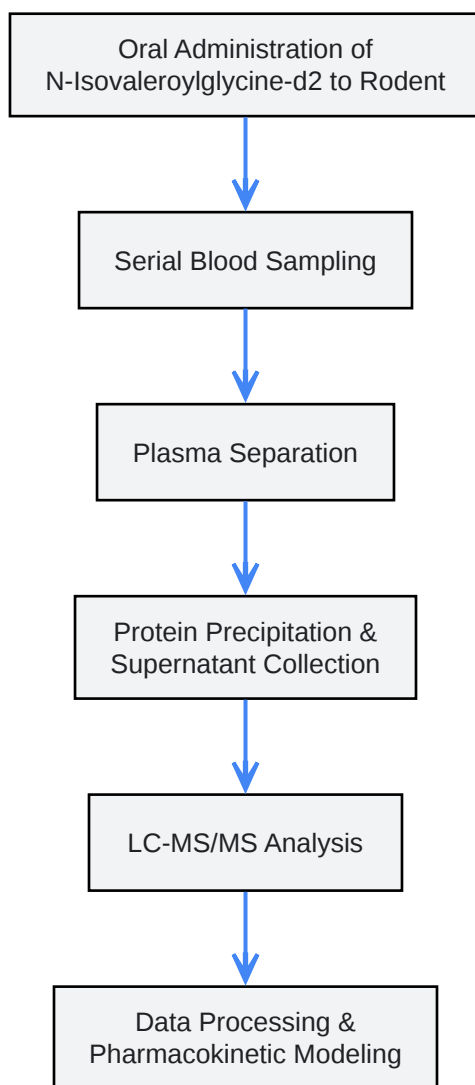 Oral Administration of
N-Isovaleroylglycine-d2 to Rodent
Serial Blood Sampling
Plasma Separation
Protein Precipitation &
Supernatant Collection
LC-MS/MS Analysis
Data Processing &
Pharmacokinetic Modeling